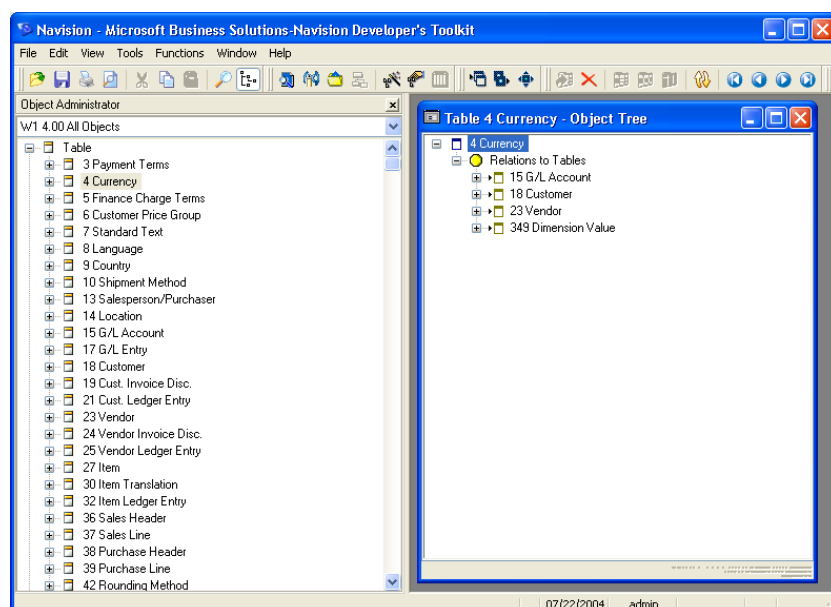 Navision - Microsoft Business Solutions-Navision Developer's Toolkit
File Edit View Tools Functions Window Help
Object Administrator
W1 4.00 All Objects
Table
3 Payment Terms
4 Currency
5 Finance Charge Terms
6 Customer Price Group
7 Standard Text
8 Language
9 Country
10 Shipment Method
13 Salesperson/Purchaser
14 Location
15 G/L Account
17 G/L Entry
18 Customer
19 Cust. Invoice Disc.
21 Cust. Ledger Entry
23 Vendor
24 Vendor Invoice Disc.
25 Vendor Ledger Entry
27 Item
30 Item Translation
32 Item Ledger Entry
36 Sales Header
37 Sales Line
38 Purchase Header
39 Purchase Line
42 Rounding Method
Table 4 Currency - Object Tree
4 Currency
Relations to Tables
15 G/L Account
18 Customer
23 Vendor
349 Dimension Value
07/22/2004 admin